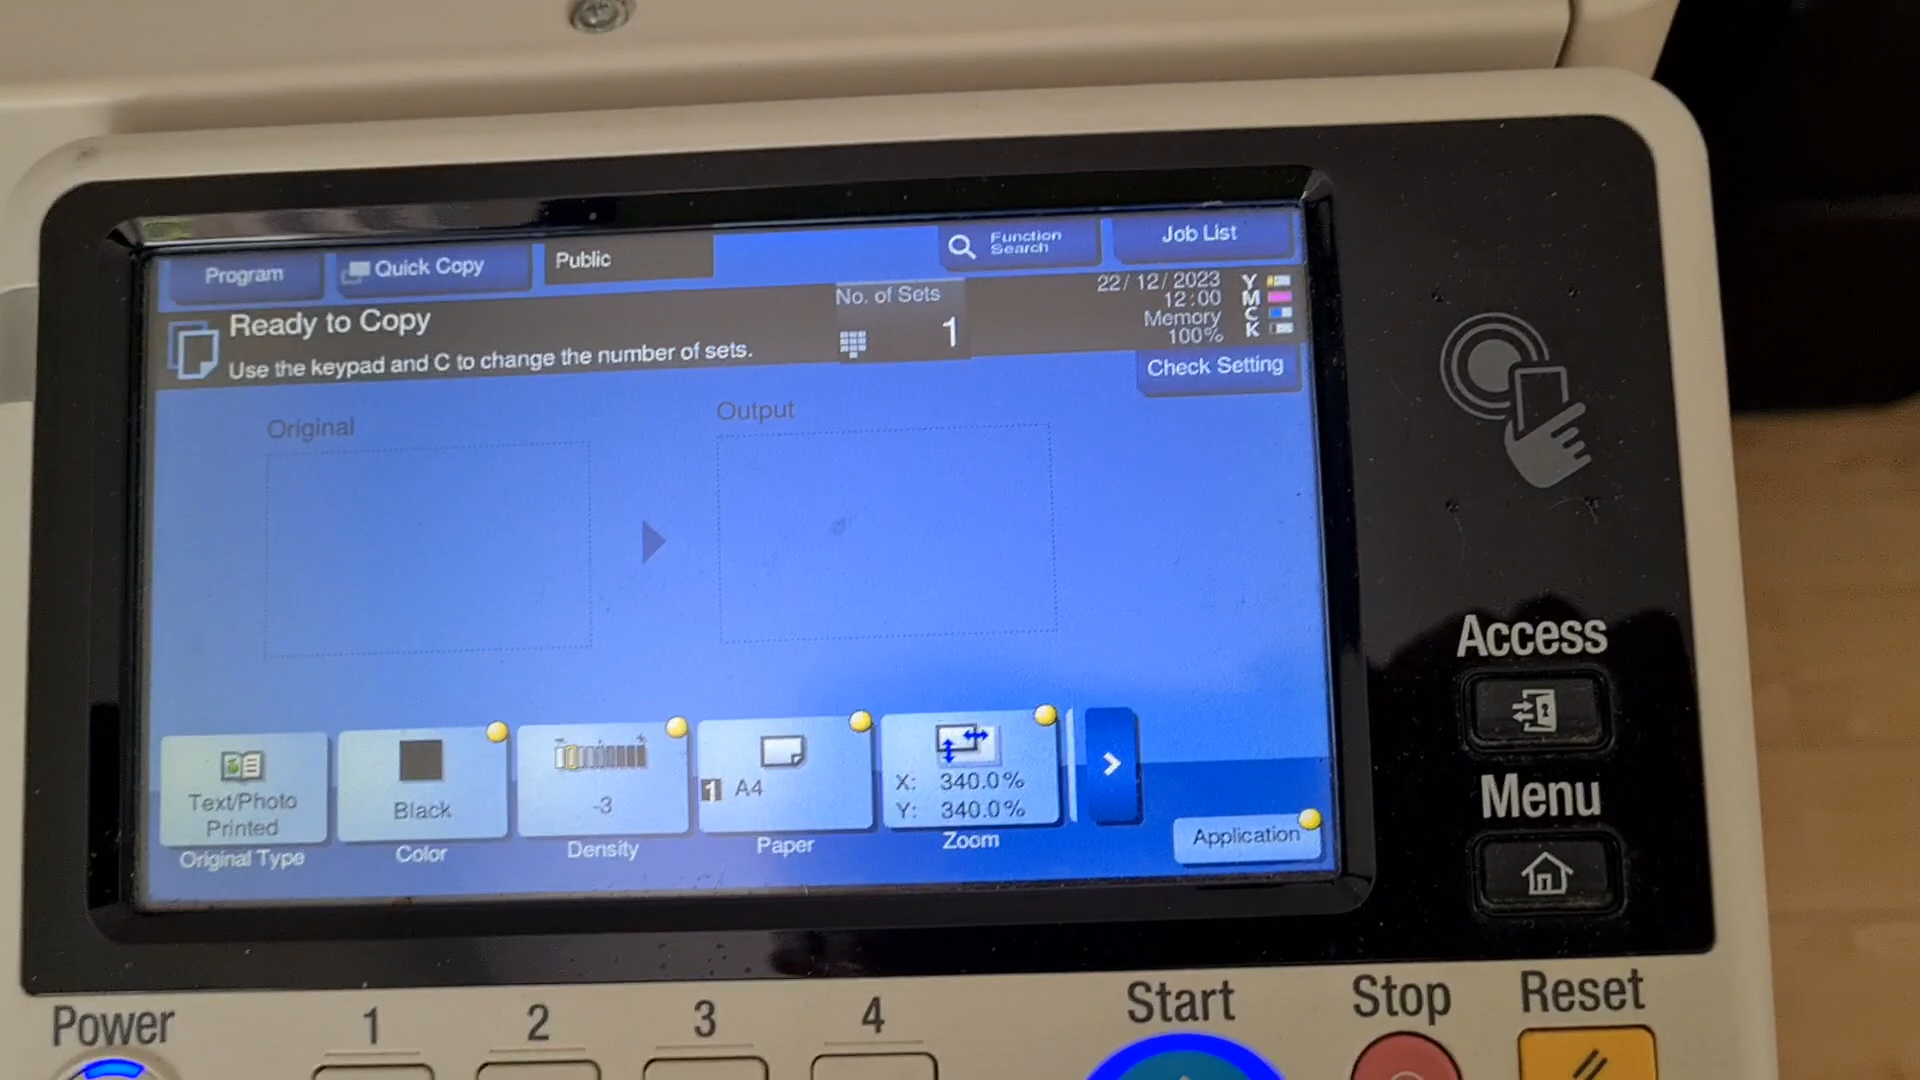 Program
Quick Copy
Public
Function
Search
Job List
Ready to Copy
Use the keypad and C to change the number of sets.
No. of Sets
1
22/12/2023
12:00
Memory
100%
Y
M
C
K
Check Setting
Original
Output
Text/Photo
Printed
Original Type
Black
Color
-3
Density
1 A4
Paper
X: 340.0%
Y: 340.0%
Zoom
Application
Access
Menu
Power
1
2
3
4
Start
Stop
Reset